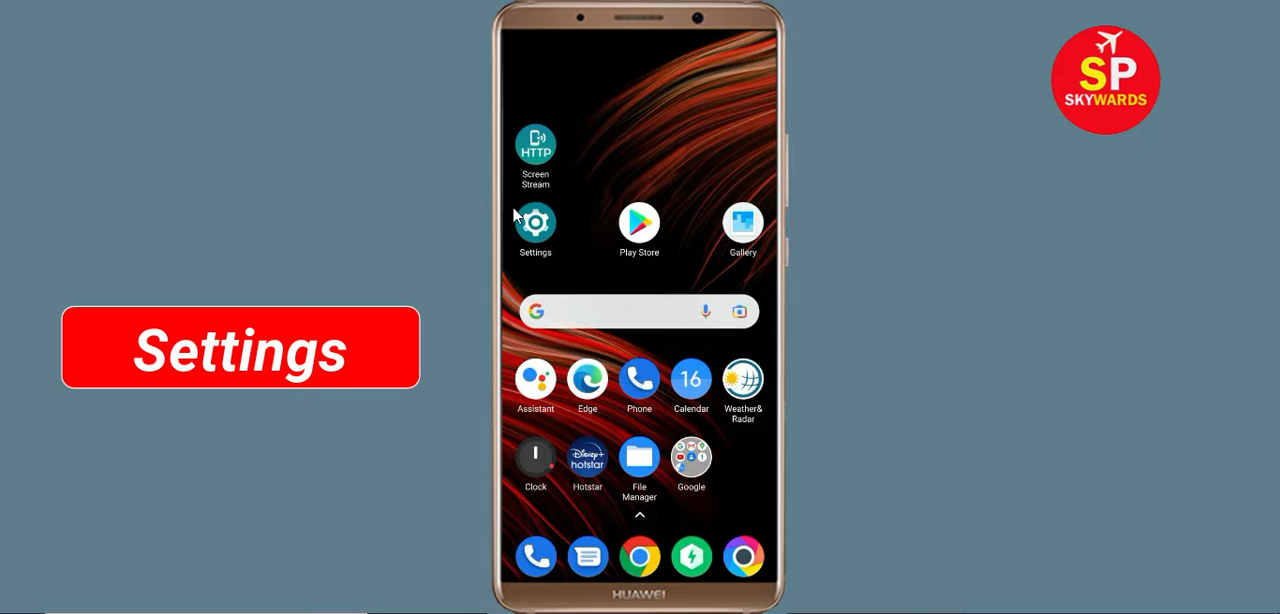 SP
SKYWARDS
HTTP
Screen
Stream
Settings
Play Store
Gallery
G
Settings
16
Assistant
Edge
Phone
Calendar
Weather&
Radar
Disney+
hotstar
Clock
Hotstar
File
Manager
Google
HUAWEI